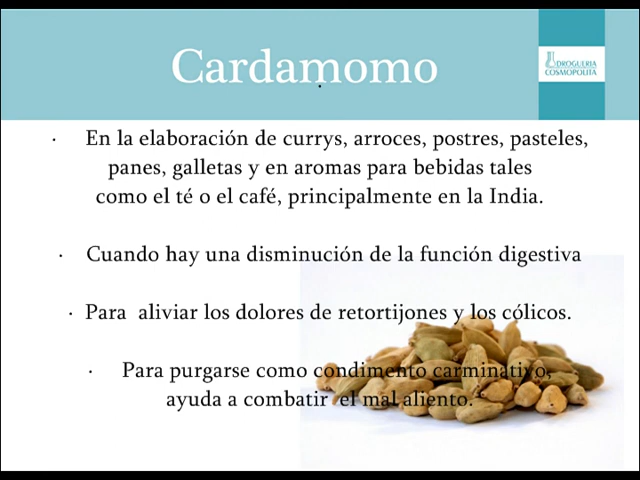 Cardamomo
DROGUERIA
COSMOPOLITA
· En la elaboración de currys, arroces, postres, pasteles,
panes, galletas y en aromas para bebidas tales
como el té o el café, principalmente en la India.
· Cuando hay una disminución de la función digestiva
· Para aliviar los dolores de retortijones y los cólicos.
· Para purgarse como condimento carminativo,
ayuda a combatir el mal aliento.